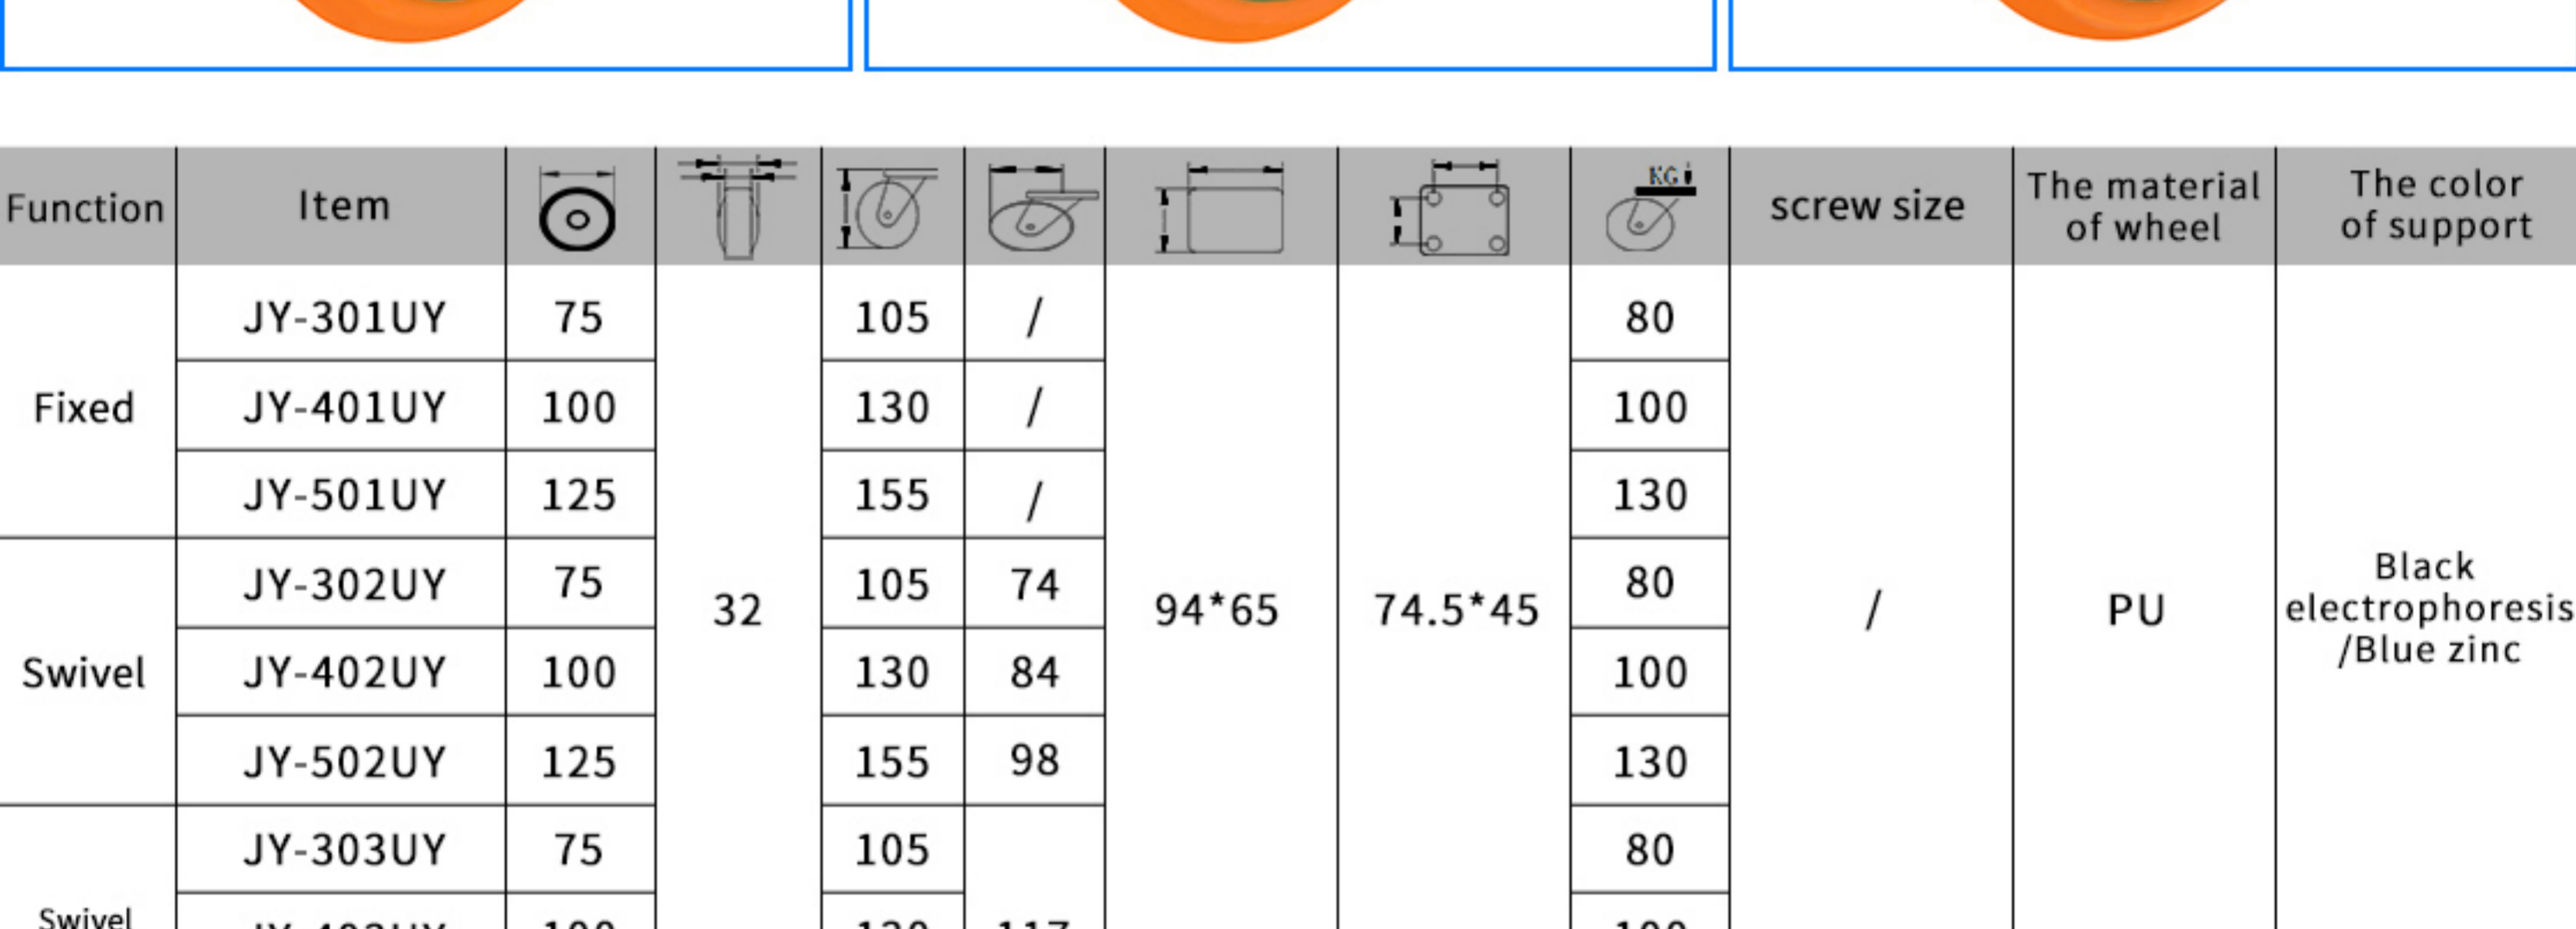 KG
Function Item screw size The material of wheel The color of support
JY-301UY 75 105 / 80
Fixed JY-401UY 100 130 / 100
JY-501UY 125 155 / 130
JY-302UY 75 105 74 80
32 94*65 74.5*45 / PU Black electrophoresis /Blue zinc
Swivel JY-402UY 100 130 84 100
JY-502UY 125 155 98 130
JY-303UY 75 105 80
Swivel